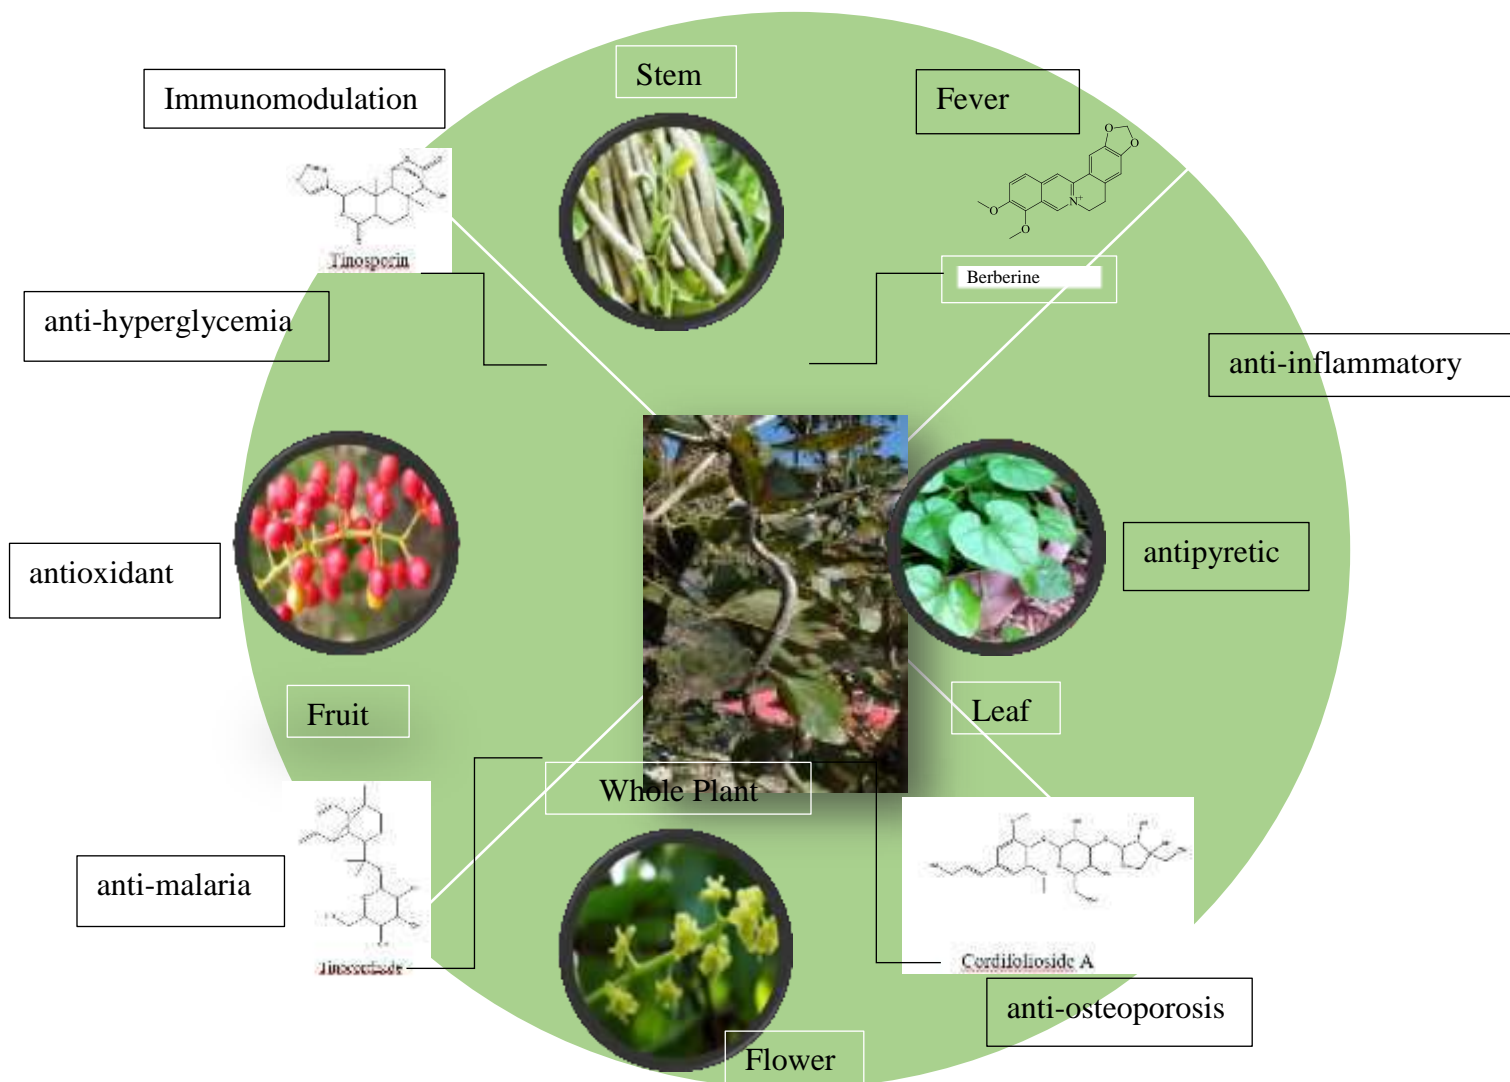 Stem
Immunomodulation
Fever
O
O
N+
O
O
Tinosporin
Berberine
anti-hyperglycemia
anti-inflammatory
antioxidant
antipyretic
Fruit
Leaf
Whole Plant
anti-malaria
Cordifolioside A
anti-osteoporosis
Flower